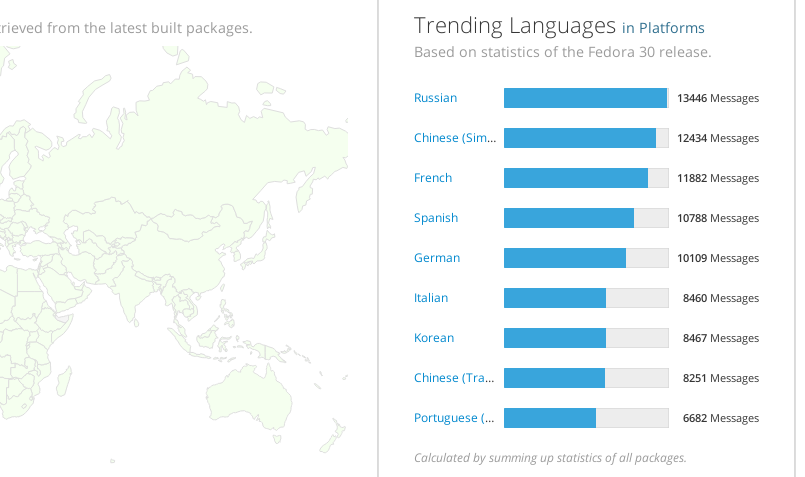 trieved from the latest built packages.
Trending Languages in Platforms
Based on statistics of the Fedora 30 release.
Russian 13446 Messages
Chinese (Sim... 12434 Messages
French 11882 Messages
Spanish 10788 Messages
German 10109 Messages
Italian 8460 Messages
Korean 8467 Messages
Chinese (Tra... 8251 Messages
Portuguese (... 6682 Messages
Calculated by summing up statistics of all packages.